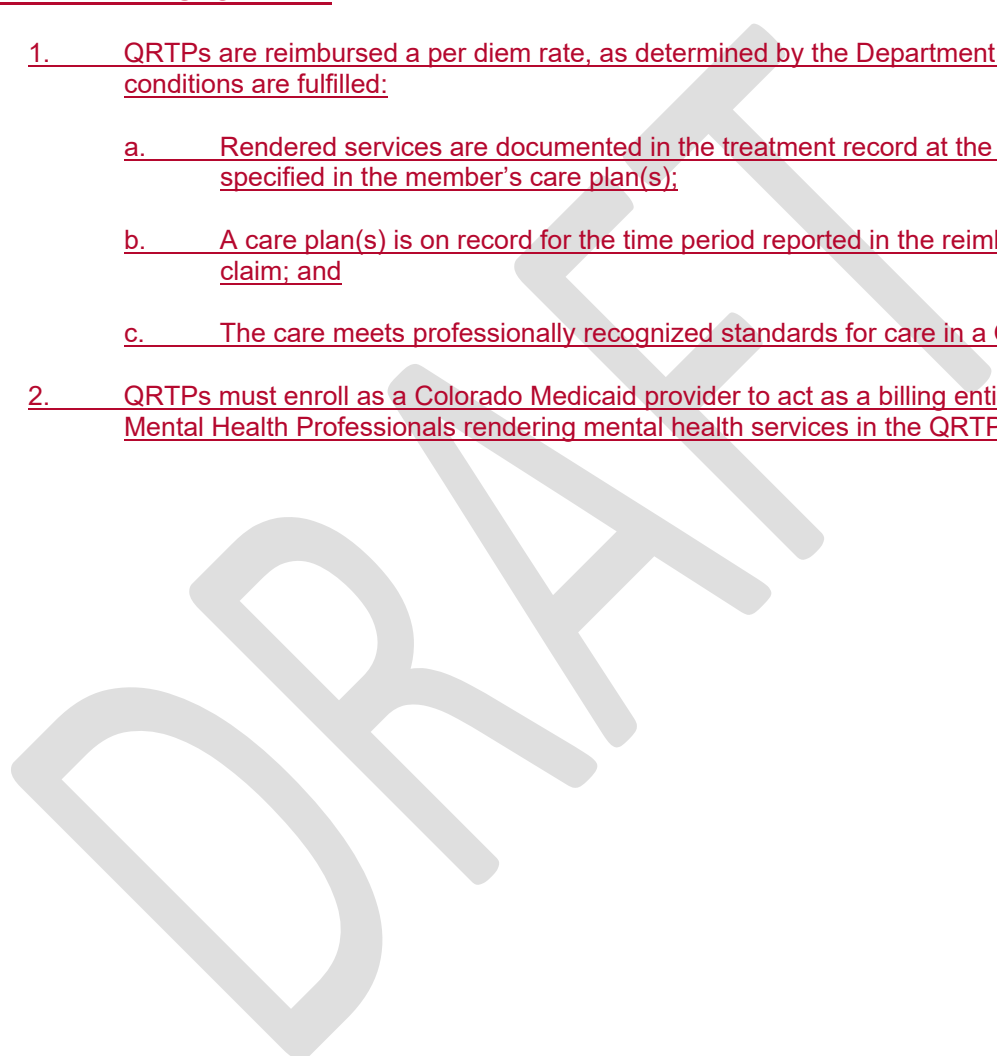 1. QRTPs are reimbursed a per diem rate, as determined by the Department
conditions are fulfilled:
a. Rendered services are documented in the treatment record at the
specified in the member’s care plan(s);
b. A care plan(s) is on record for the time period reported in the
claim; and
c. The care meets professionally recognized standards for care in a
2. QRTPs must enroll as a Colorado Medicaid provider to act as a billing
Mental Health Professionals rendering mental health services in the QRTP
DRAFT